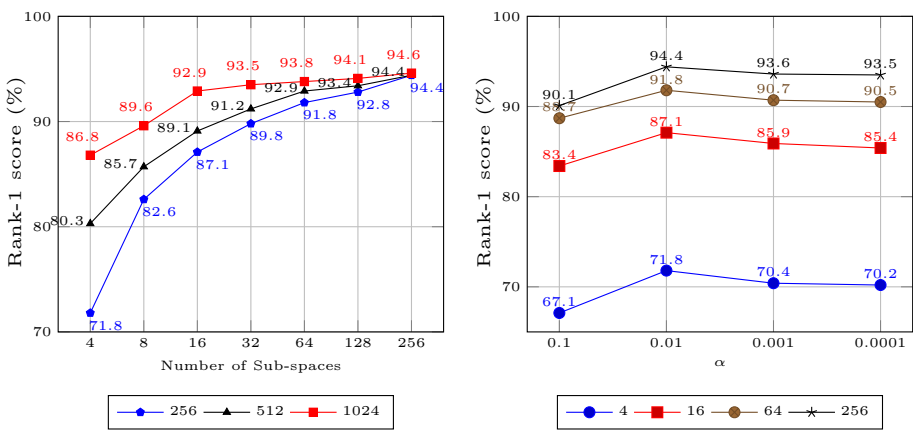 100
90
80
70
Rank-1 score (%)
86.8
89.6
92.9
93.5
93.8
94.1
94.6
80.3
85.7
89.1
91.2
92.9
93.4
94.4
71.8
82.6
87.1
89.8
91.8
92.8
94.4
4 8 16 32 64 128 256
Number of Sub-spaces
256 512 1024
100
90
80
70
Rank-1 score (%)
90.1 94.4 93.6 93.5
88.7 91.8 90.7 90.5
83.4 87.1 85.9 85.4
67.1 71.8 70.4 70.2
0.1 0.01 0.001 0.0001
α
4 16 64 256